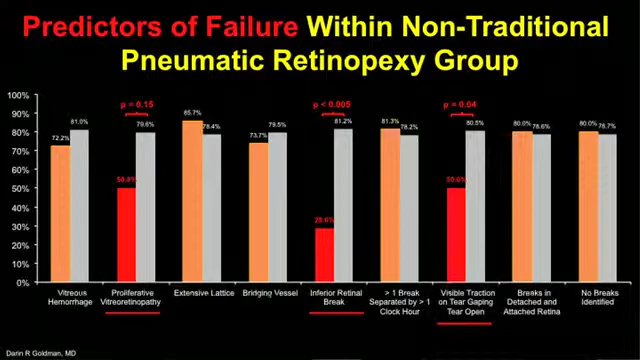 Predictors of Failure Within Non-Traditional
Pneumatic Retinopexy Group
100%
90%
80%
70%
60%
50%
40%
30%
20%
10%
0%
72.2%
81.0%
p = 0.15
79.6%
85.7%
78.4%
73.7%
79.5%
p < 0.005
28.6%
81.2%
81.3%
78.2%
p = 0.04
80.5%
80.0%
78.6%
80.0%
78.7%
Vitreous
Hemorrhage
Proliferative
Vitreoretinopathy
Extensive Lattice
Bridging Vessel
Inferior Retinal
Break
> 1 Break
Separated by > 1
Clock Hour
Visible Traction
on Tear Gaping
Tear Open
Breaks in
Detached and
Attached Retina
No Breaks
Identified
Darin R Goldman, MD